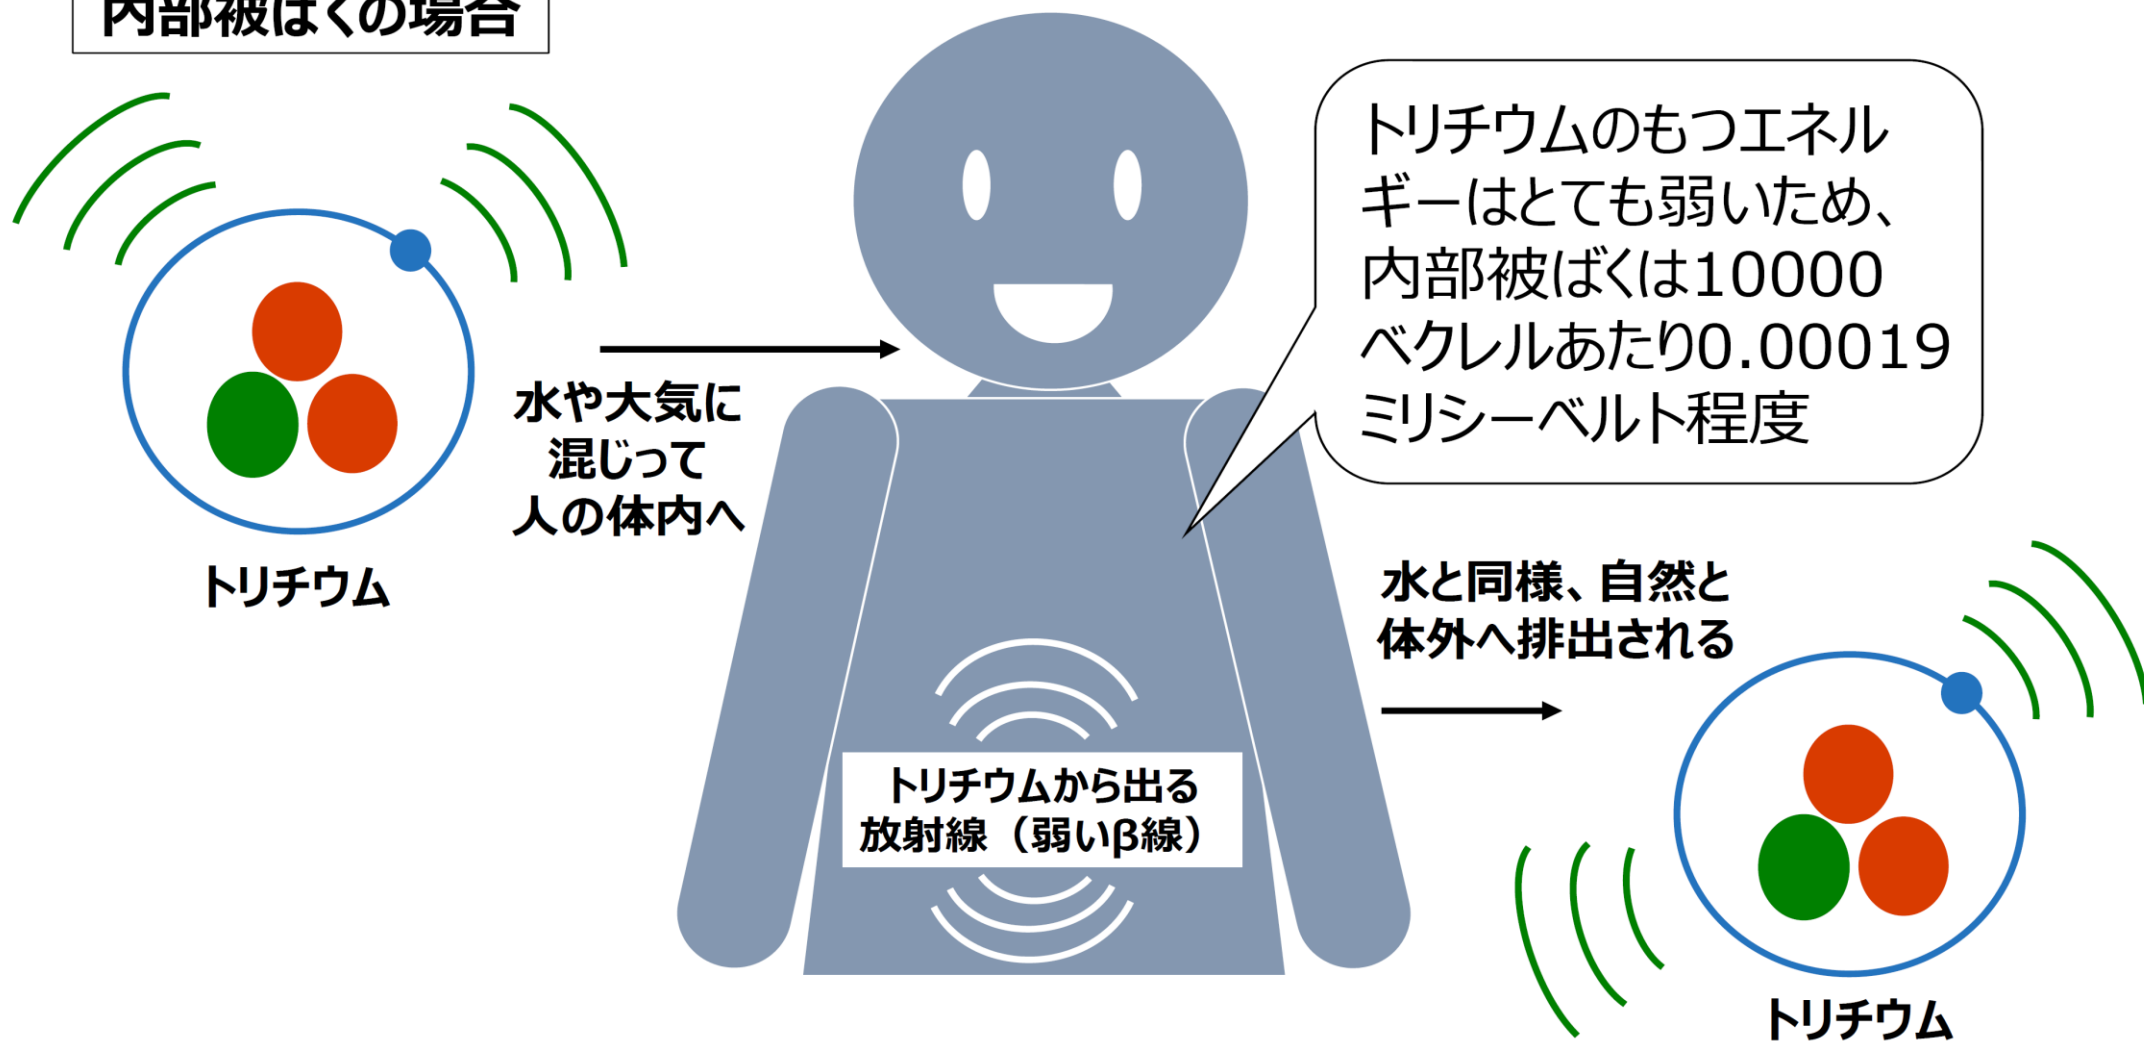 内部被ばくの場合
トリチウムのもつエネル
ギーはとても弱いため、
内部被ばくは10000
ベクレルあたり0.00019
ミリシーベルト程度
水や大気に
混じって
人の体内へ
トリチウム
水と同様、自然と
体外へ排出される
トリチウムから出る
放射線（弱いβ線）
トリチウム